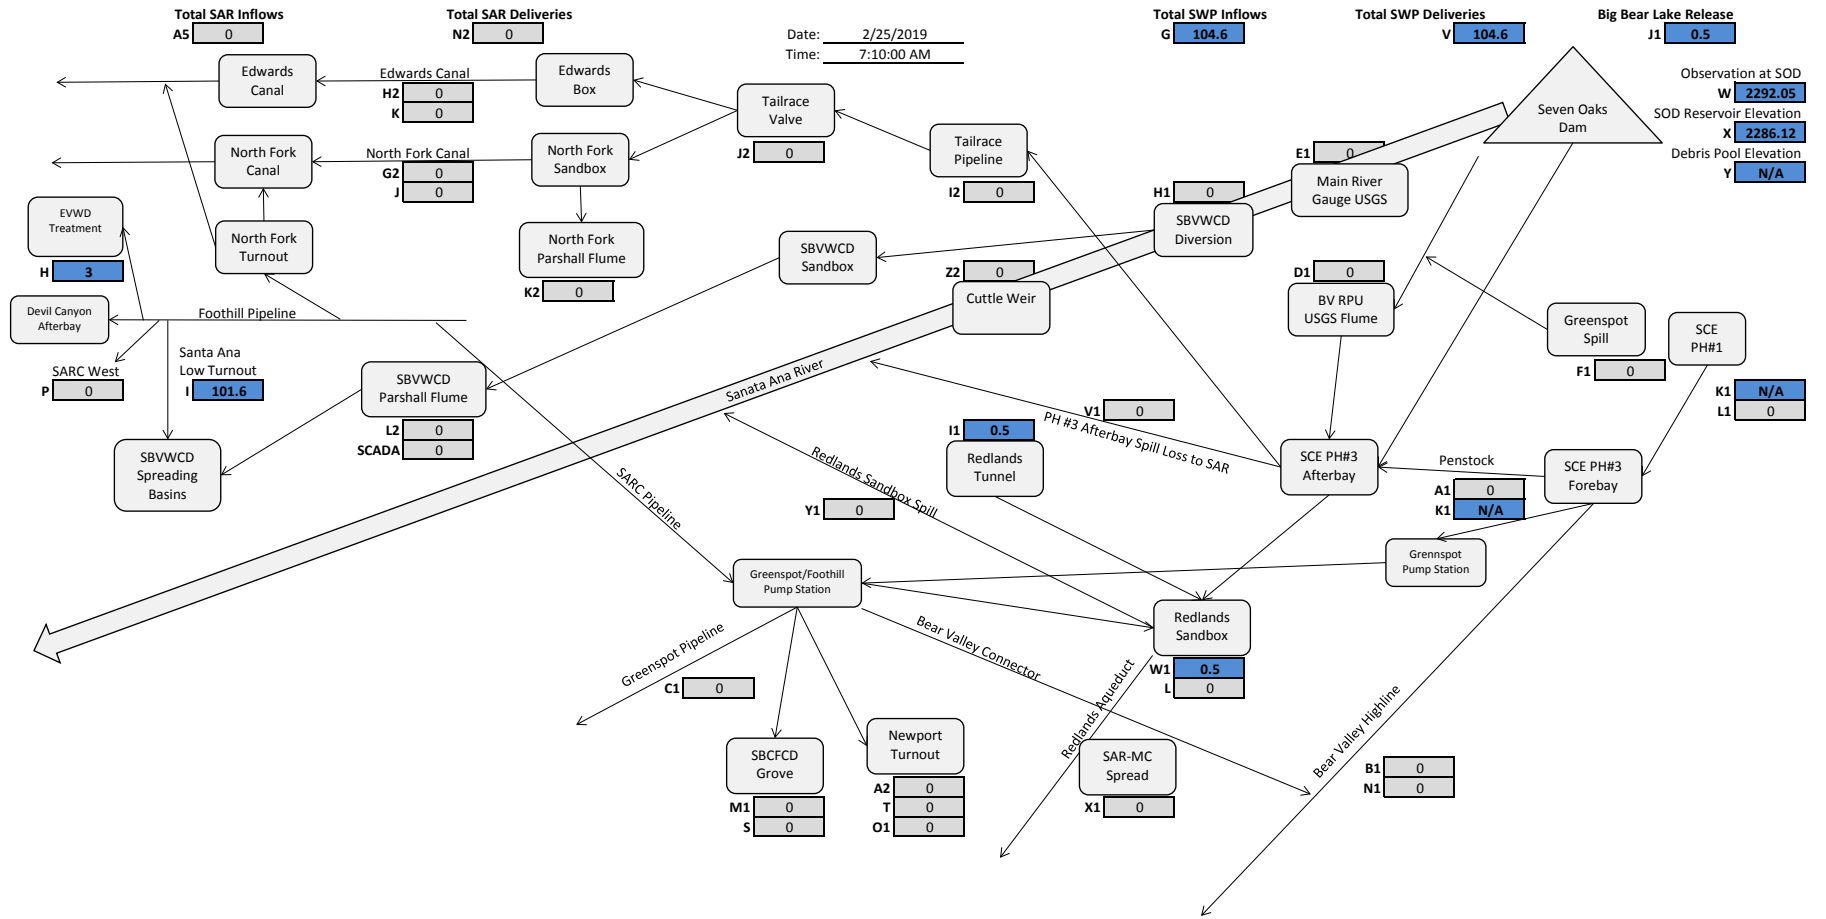 Total SAR Inflows
A5 0
Total SAR Deliveries
N2 0
Date: 2/25/2019
Time: 7:10:00 AM
Total SWP Inflows
G 104.6
Total SWP Deliveries
V 104.6
Big Bear Lake Release
J1 0.5
Observation at SOD
W 2292.05
SOD Reservoir Elevation
X 2286.12
Debris Pool Elevation
Y N/A
Seven Oaks
Dam
Edwards
Canal
Edwards Canal
H2 0
K 0
Edwards
Box
Tailrace
Valve
J2 0
Tailrace
Pipeline
I2 0
North Fork
Canal
North Fork Canal
G2 0
J 0
North Fork
Sandbox
E1 0
Main River
Gauge USGS
H1 0
SBVWCD
Diversion
EVWD
Treatment
H 3
North Fork
Turnout
North Fork
Parshall Flume
K2 0
SBVWCD
Sandbox
Z2 0
Cuttle Weir
D1 0
BV RPU
USGS Flume
Greenspot
Spill
F1 0
SCE
PH#1
K1 N/A
L1 0
Devil Canyon
Afterbay
Foothill Pipeline
SARC West
P 0
Santa Ana
Low Turnout
I 101.6
SBVWCD
Parshall Flume
L2 0
SCADA 0
Sanata Ana River
V1 0
PH #3 Afterbay Spill Loss to SAR
I1 0.5
Redlands
Tunnel
SBVWCD
Spreading
Basins
SARC Pipeline
Redlands Sandbox Spill
Y1 0
SCE PH#3
Afterbay
Penstock
A1 0
K1 N/A
SCE PH#3
Forebay
Grennspot
Pump Station
Greenspot/Foothill
Pump Station
Redlands
Sandbox
W1 0.5
L 0
Greenspot Pipeline
C1 0
Bear Valley Connector
Redlands Aqueduct
Bear Valley Highline
SBCFCD
Grove
M1 0
S 0
Newport
Turnout
A2 0
T 0
O1 0
SAR-MC
Spread
X1 0
B1 0
N1 0